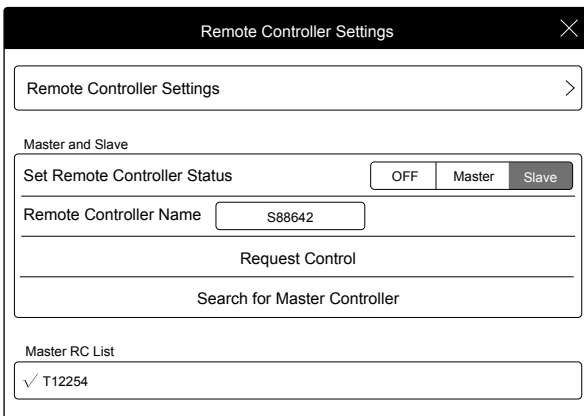 Remote Controller Settings
Remote Controller Settings
Master and Slave
Set Remote Controller Status OFF Master Slave
Remote Controller Name S88642
Request Control
Search for Master Controller
Master RC List
√ T12254